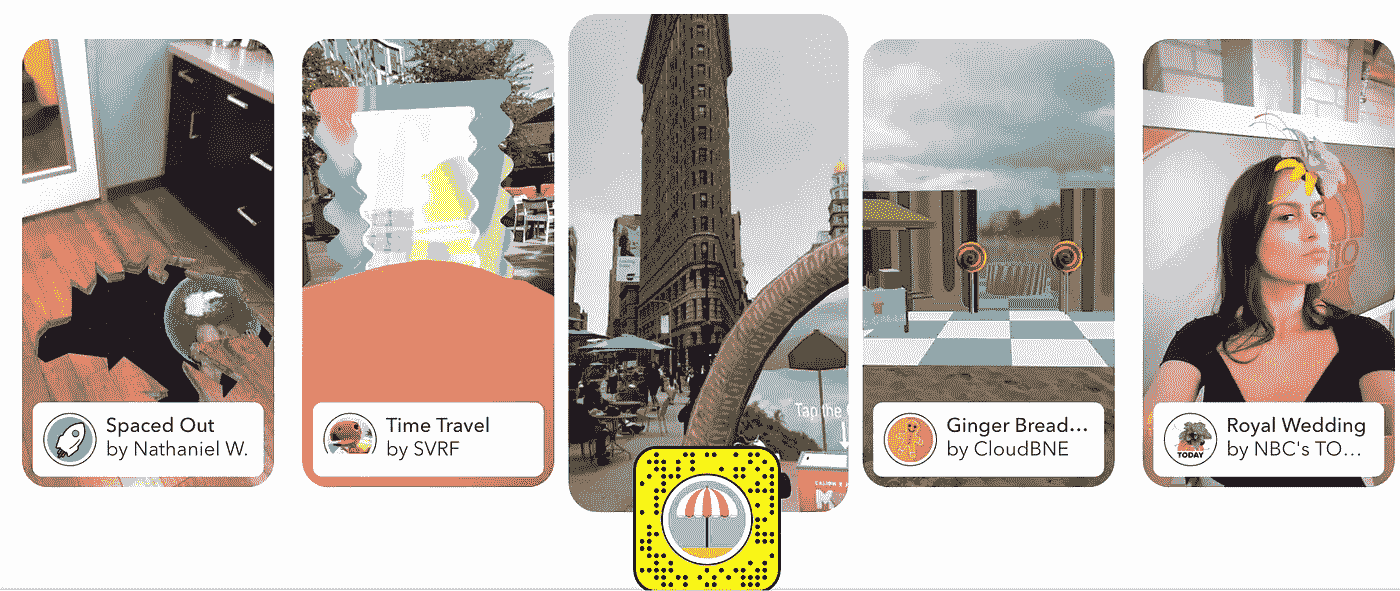 Spaced Out
by Nathaniel W.
Time Travel
by SVRF
Tap the
Ginger Bread...
by CloudBNE
Royal Wedding
by NBC's TO...
TODAY